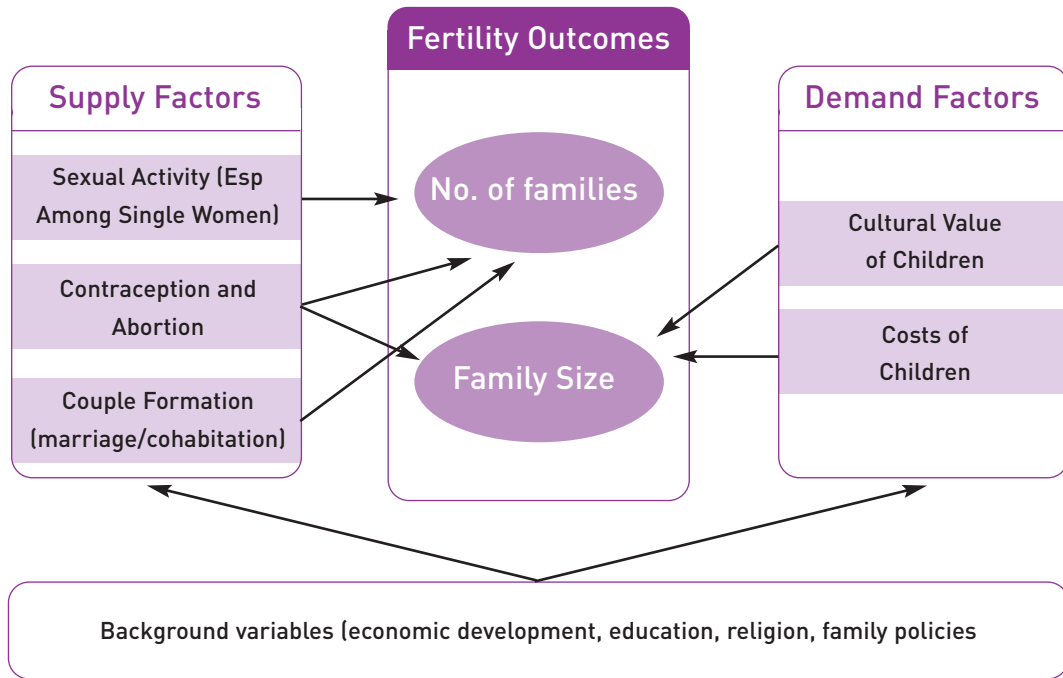 Fertility Outcomes
Supply Factors
Sexual Activity (Esp
Among Single Women)
Contraception and
Abortion
Couple Formation
(marriage/cohabitation)
No. of families
Family Size
Demand Factors
Cultural Value
of Children
Costs of
Children
Background variables (economic development, education, religion, family policies